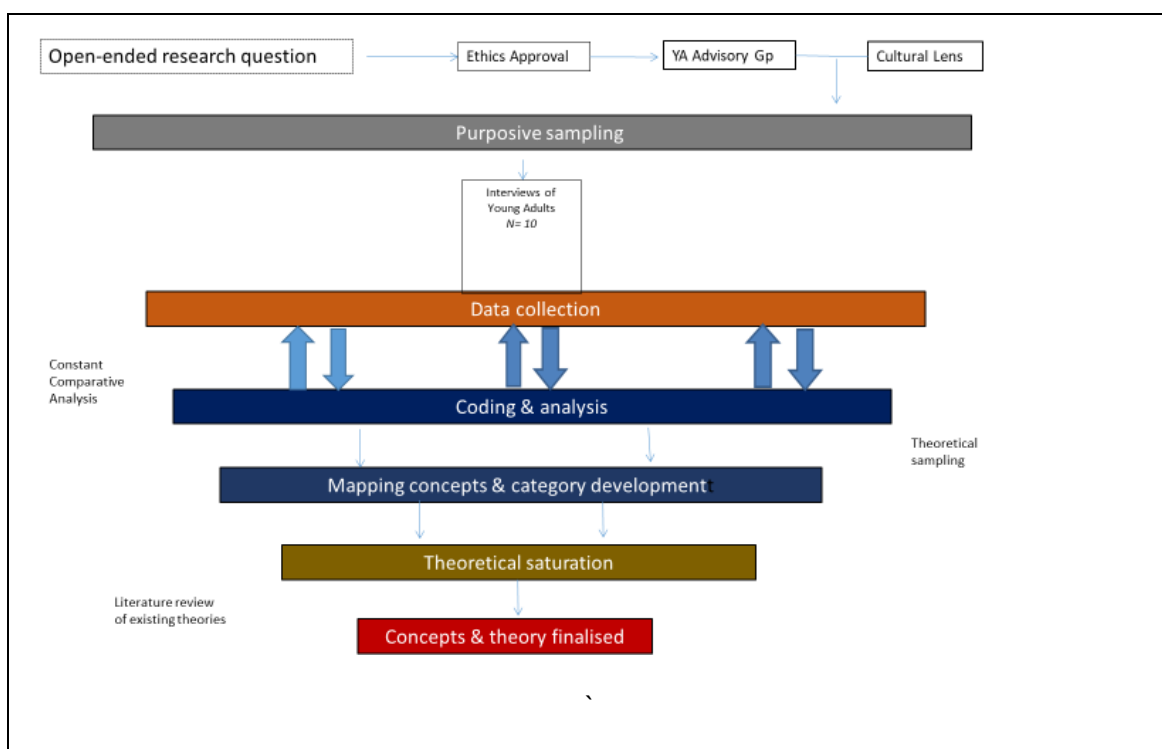 Open-ended research question
Ethics Approval
YA Advisory Gp
Cultural Lens
Purposive sampling
Interviews of
Young Adults
N= 10
Data collection
Constant
Comparative
Analysis
Coding & analysis
Theoretical
sampling
Mapping concepts & category development
Theoretical saturation
Literature review
of existing theories
Concepts & theory finalised
`